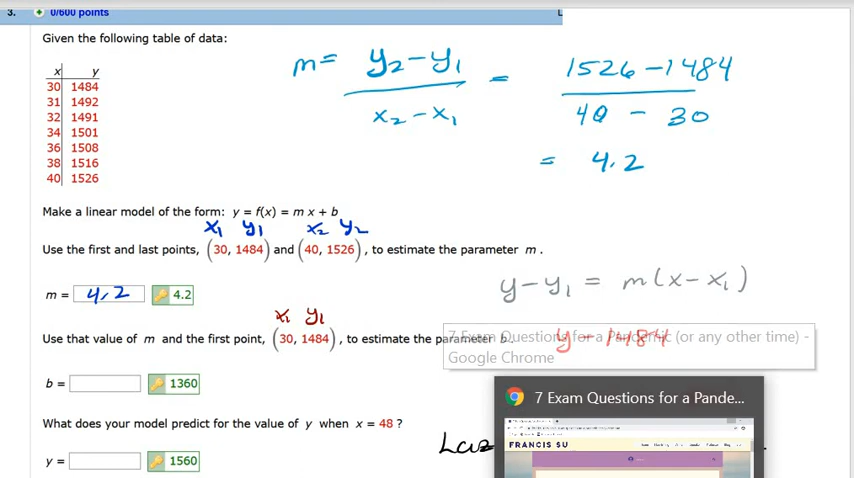 3. 0/600 points
Given the following table of data:
x y
30 1484
31 1492
32 1491
34 1501
36 1508
38 1516
40 1526
m = y₂ - y₁ / x₂ - x₁ = 1526 - 1484 / 40 - 30
= 4.2
Make a linear model of the form: y = f(x) = m x + b
x₁ y₁ x₂ y₂
Use the first and last points, (30, 1484) and (40, 1526), to estimate the parameter m.
m = 4.2 4.2
y - y₁ = m(x - x₁)
x₁ y₁
Use that value of m and the first point, (30, 1484), to estimate the parameter b.
y - 1484
7 Exam Questions for a Pandemic (or any other time) -
Google Chrome
b = 1360
7 Exam Questions for a Pande...
What does your model predict for the value of y when x = 48 ?
FRANCIS SU
y = 1560